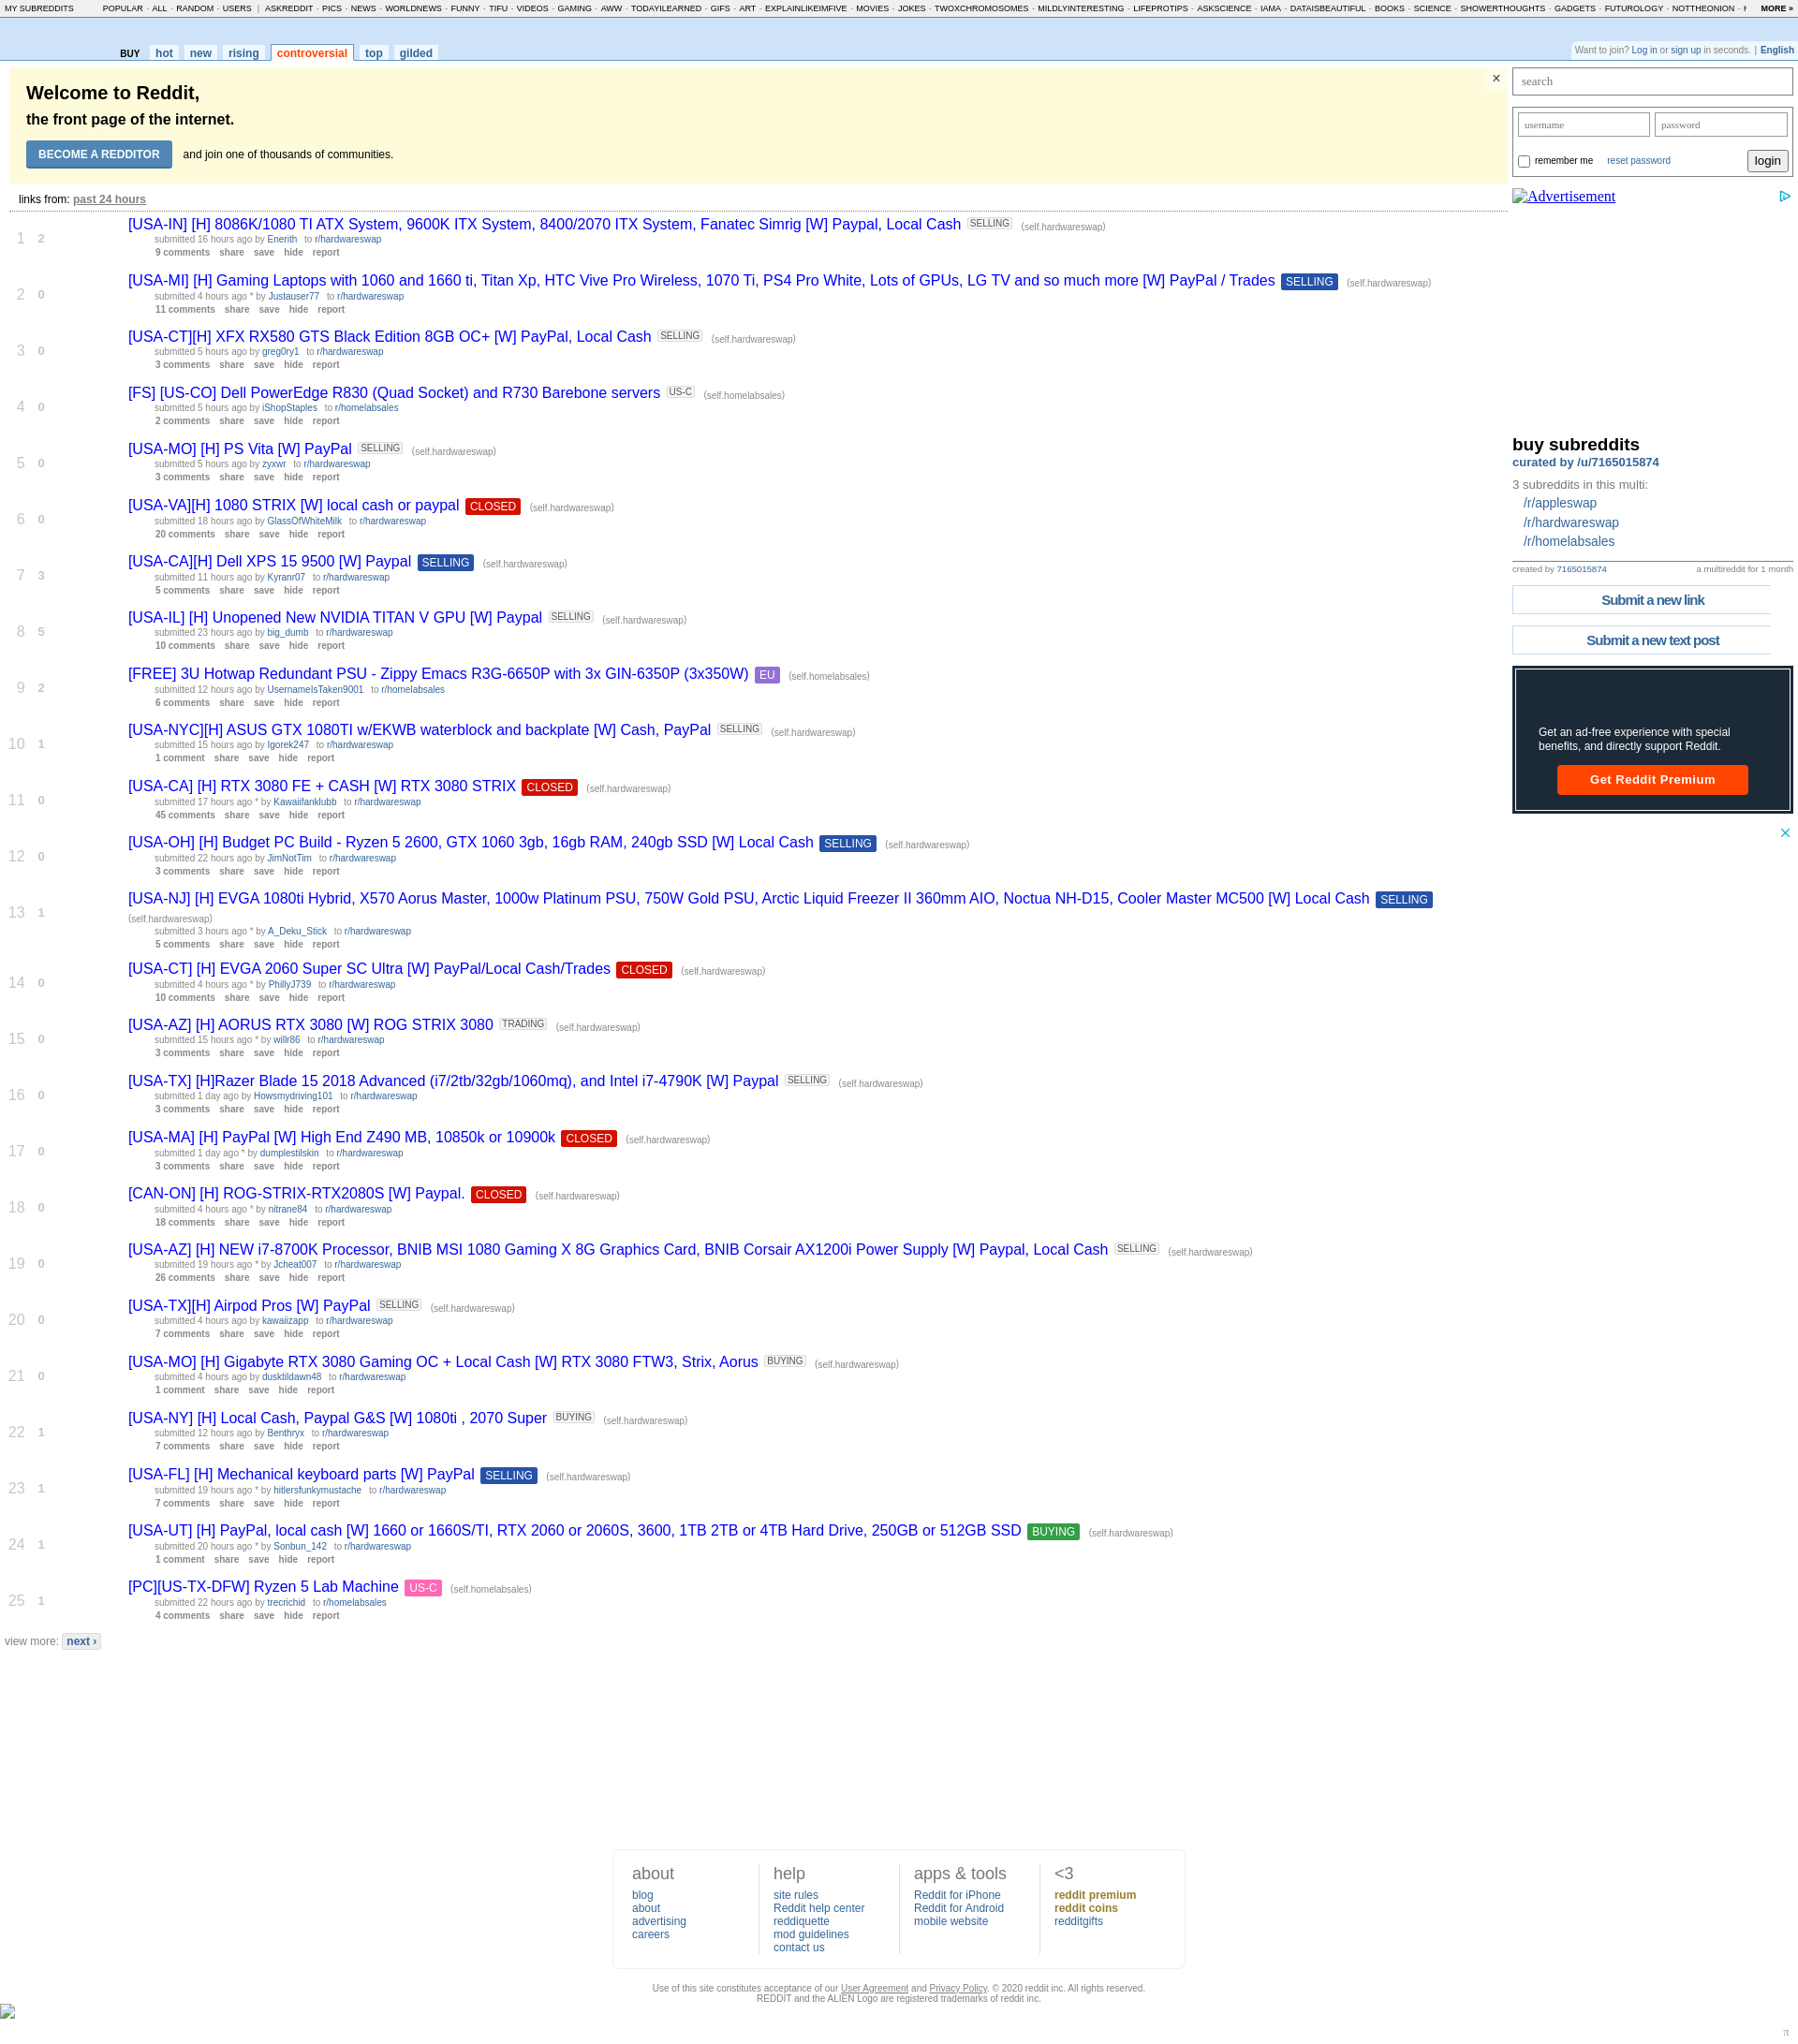 MY SUBREDDITS POPULAR - ALL - RANDOM - USERS | ASKREDDIT - PICS - NEWS - WORLDNEWS - FUNNY - TIFU - VIDEOS - GAMING - AWW - TODAYILEARNED - GIFS - ART - EXPLAINLIKEIMFIVE - MOVIES - JOKES - TWOXCHROMOSOMES - MILDLYINTERESTING - LIFEPROTIPS - ASKSCIENCE - IAMA - DATAISBEAUTIFUL - BOOKS - SCIENCE - SHOWERTHOUGHTS - GADGETS - FUTUROLOGY - NOTTHEONION - MORE »
BUY hot new rising controversial top gilded
Want to join? Log in or sign up in seconds. | English
Welcome to Reddit,
the front page of the internet.
BECOME A REDDITOR and join one of thousands of communities.
×
links from: past 24 hours
1 2 [USA-IN] [H] 8086K/1080 TI ATX System, 9600K ITX System, 8400/2070 ITX System, Fanatec Simrig [W] Paypal, Local Cash SELLING (self.hardwareswap)
submitted 16 hours ago by Enerith to r/hardwareswap
9 comments share save hide report
2 0 [USA-MI] [H] Gaming Laptops with 1060 and 1660 ti, Titan Xp, HTC Vive Pro Wireless, 1070 Ti, PS4 Pro White, Lots of GPUs, LG TV and so much more [W] PayPal / Trades SELLING (self.hardwareswap)
submitted 4 hours ago * by Justauser77 to r/hardwareswap
11 comments share save hide report
3 0 [USA-CT][H] XFX RX580 GTS Black Edition 8GB OC+ [W] PayPal, Local Cash SELLING (self.hardwareswap)
submitted 5 hours ago by greg0ry1 to r/hardwareswap
3 comments share save hide report
4 0 [FS] [US-CO] Dell PowerEdge R830 (Quad Socket) and R730 Barebone servers US-C (self.homelabsales)
submitted 5 hours ago by iShopStaples to r/homelabsales
2 comments share save hide report
5 0 [USA-MO] [H] PS Vita [W] PayPal SELLING (self.hardwareswap)
submitted 5 hours ago by zyxwr to r/hardwareswap
3 comments share save hide report
6 0 [USA-VA][H] 1080 STRIX [W] local cash or paypal CLOSED (self.hardwareswap)
submitted 18 hours ago by GlassOfWhiteMilk to r/hardwareswap
20 comments share save hide report
7 3 [USA-CA][H] Dell XPS 15 9500 [W] Paypal SELLING (self.hardwareswap)
submitted 11 hours ago by Kyranr07 to r/hardwareswap
5 comments share save hide report
8 5 [USA-IL] [H] Unopened New NVIDIA TITAN V GPU [W] Paypal SELLING (self.hardwareswap)
submitted 23 hours ago by big_dumb to r/hardwareswap
10 comments share save hide report
9 2 [FREE] 3U Hotwap Redundant PSU - Zippy Emacs R3G-6650P with 3x GIN-6350P (3x350W) EU (self.homelabsales)
submitted 12 hours ago by UsernameIsTaken9001 to r/homelabsales
6 comments share save hide report
10 1 [USA-NYC][H] ASUS GTX 1080TI w/EKWB waterblock and backplate [W] Cash, PayPal SELLING (self.hardwareswap)
submitted 15 hours ago by Igorek247 to r/hardwareswap
1 comment share save hide report
11 0 [USA-CA] [H] RTX 3080 FE + CASH [W] RTX 3080 STRIX CLOSED (self.hardwareswap)
submitted 17 hours ago * by Kawaiifanklubb to r/hardwareswap
45 comments share save hide report
12 0 [USA-OH] [H] Budget PC Build - Ryzen 5 2600, GTX 1060 3gb, 16gb RAM, 240gb SSD [W] Local Cash SELLING (self.hardwareswap)
submitted 22 hours ago by JimNotTim to r/hardwareswap
3 comments share save hide report
13 1 [USA-NJ] [H] EVGA 1080ti Hybrid, X570 Aorus Master, 1000w Platinum PSU, 750W Gold PSU, Arctic Liquid Freezer II 360mm AIO, Noctua NH-D15, Cooler Master MC500 [W] Local Cash SELLING
(self.hardwareswap)
submitted 3 hours ago * by A_Deku_Stick to r/hardwareswap
5 comments share save hide report
14 0 [USA-CT] [H] EVGA 2060 Super SC Ultra [W] PayPal/Local Cash/Trades CLOSED (self.hardwareswap)
submitted 4 hours ago * by PhillyJ739 to r/hardwareswap
10 comments share save hide report
15 0 [USA-AZ] [H] AORUS RTX 3080 [W] ROG STRIX 3080 TRADING (self.hardwareswap)
submitted 15 hours ago * by willr86 to r/hardwareswap
3 comments share save hide report
16 0 [USA-TX] [H]Razer Blade 15 2018 Advanced (i7/2tb/32gb/1060mq), and Intel i7-4790K [W] Paypal SELLING (self.hardwareswap)
submitted 1 day ago by Howsmydriving101 to r/hardwareswap
3 comments share save hide report
17 0 [USA-MA] [H] PayPal [W] High End Z490 MB, 10850k or 10900k CLOSED (self.hardwareswap)
submitted 1 day ago * by dumplestilskin to r/hardwareswap
3 comments share save hide report
18 0 [CAN-ON] [H] ROG-STRIX-RTX2080S [W] Paypal. CLOSED (self.hardwareswap)
submitted 4 hours ago * by nitrane84 to r/hardwareswap
18 comments share save hide report
19 0 [USA-AZ] [H] NEW i7-8700K Processor, BNIB MSI 1080 Gaming X 8G Graphics Card, BNIB Corsair AX1200i Power Supply [W] Paypal, Local Cash SELLING (self.hardwareswap)
submitted 19 hours ago * by Jcheat007 to r/hardwareswap
26 comments share save hide report
20 0 [USA-TX][H] Airpod Pros [W] PayPal SELLING (self.hardwareswap)
submitted 4 hours ago by kawaiizapp to r/hardwareswap
7 comments share save hide report
21 0 [USA-MO] [H] Gigabyte RTX 3080 Gaming OC + Local Cash [W] RTX 3080 FTW3, Strix, Aorus BUYING (self.hardwareswap)
submitted 4 hours ago by dusktildawn48 to r/hardwareswap
1 comment share save hide report
22 1 [USA-NY] [H] Local Cash, Paypal G&S [W] 1080ti , 2070 Super BUYING (self.hardwareswap)
submitted 12 hours ago by Benthryx to r/hardwareswap
7 comments share save hide report
23 1 [USA-FL] [H] Mechanical keyboard parts [W] PayPal SELLING (self.hardwareswap)
submitted 19 hours ago * by hitlersfunkymustache to r/hardwareswap
7 comments share save hide report
24 1 [USA-UT] [H] PayPal, local cash [W] 1660 or 1660S/TI, RTX 2060 or 2060S, 3600, 1TB 2TB or 4TB Hard Drive, 250GB or 512GB SSD BUYING (self.hardwareswap)
submitted 20 hours ago * by Sonbun_142 to r/hardwareswap
1 comment share save hide report
25 1 [PC][US-TX-DFW] Ryzen 5 Lab Machine US-C (self.homelabsales)
submitted 22 hours ago by trecrichid to r/homelabsales
4 comments share save hide report
view more: next ›
search
username password
remember me reset password login
Advertisement
buy subreddits
curated by /u/7165015874
3 subreddits in this multi:
/r/appleswap
/r/hardwareswap
/r/homelabsales
created by 7165015874 a multireddit for 1 month
Submit a new link
Submit a new text post
Get an ad-free experience with special
benefits, and directly support Reddit.
Get Reddit Premium
about
blog
about
advertising
careers
help
site rules
Reddit help center
reddiquette
mod guidelines
contact us
apps & tools
Reddit for iPhone
Reddit for Android
mobile website
<3
reddit premium
reddit coins
redditgifts
Use of this site constitutes acceptance of our User Agreement and Privacy Policy. © 2020 reddit inc. All rights reserved.
REDDIT and the ALIEN Logo are registered trademarks of reddit inc.
π